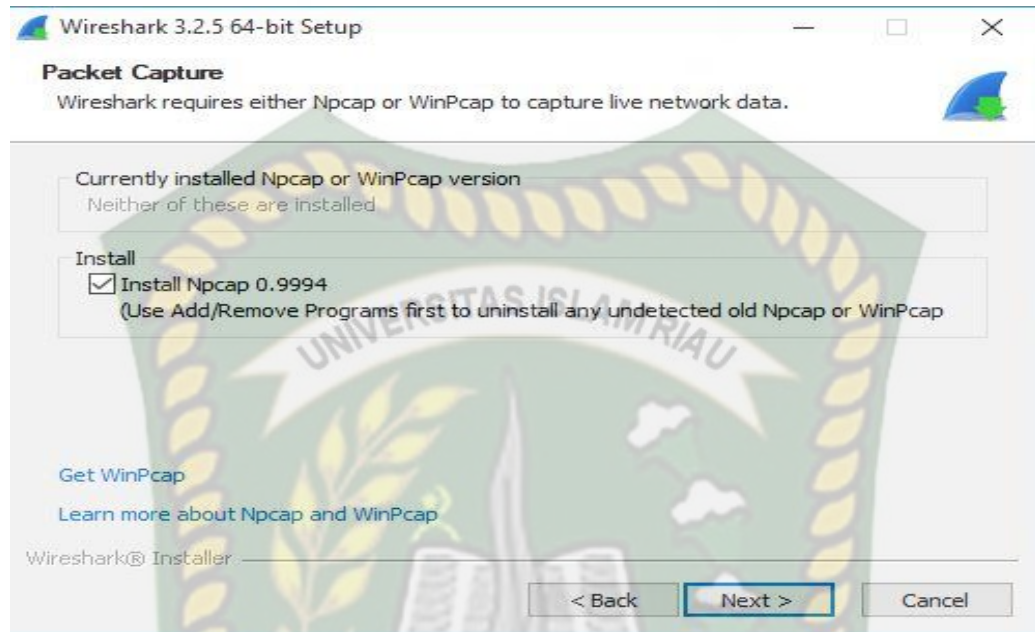 Wireshark 3.2.5 64-bit Setup
Packet Capture
Wireshark requires either Npcap or WinPcap to capture live network data.
Currently installed Npcap or WinPcap version
Neither of these are installed
Install
Install Npcap 0.9994
(Use Add/Remove Programs first to uninstall any undetected old Npcap or WinPcap
UNIVERSITAS ISLAM RIAU
Get WinPcap
Learn more about Npcap and WinPcap
Wireshark® Installer
< Back
Next >
Cancel